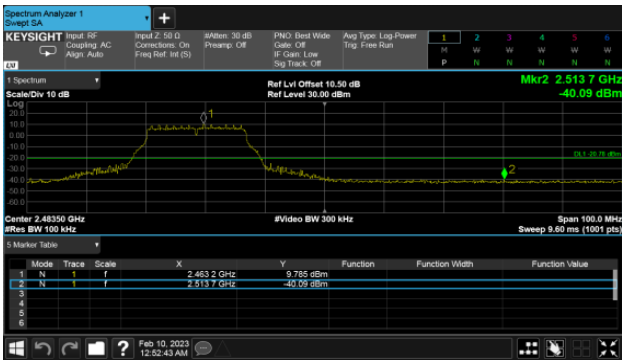 Spectrum Analyzer 1
Swept SA
+
KEYSIGHT Input: RF Input Z: 50 Ω #Atten: 30 dB PNO: Best Wide Avg Type: Log-Power 1 2 3 4 5 6
Coupling: AC Corrections: On Preamp: Off Gate: Off Trig: Free Run M W W W W W
Align: Auto Freq Ref: Int (S) IF Gain: Low
LXI Sig Track: Off P N N N N N
1 Spectrum Ref Lvl Offset 10.50 dB Mkr2 2.513 7 GHz
Scale/Div 10 dB Ref Level 30.00 dBm -40.09 dBm
Log
20.0 1
10.0
0.00
-10.0
-20.0 DL1 -20.76 dBm
-30.0 2
-40.0
-50.0
-60.0
Center 2.48350 GHz #Video BW 300 kHz Span 100.0 MHz
#Res BW 100 kHz Sweep 9.60 ms (1001 pts)
5 Marker Table
Mode Trace Scale X Y Function Function Width Function Value
1 N 1 f 2.463 2 GHz 9.785 dBm
2 N 1 f 2.513 7 GHz -40.09 dBm
3
4
5
6
? Feb 10, 2023
12:52:43 AM